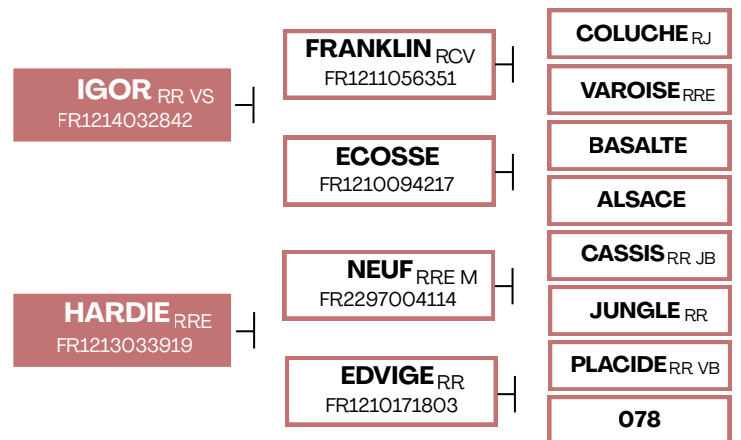 IGOR RR VS
FR1214032842
HARDIE RRE
FR1213033919
FRANKLIN RCV
FR1211056351
ECOSSE
FR1210094217
NEUF RRE M
FR2297004114
EDVIGE RR
FR1210171803
COLUCHE RJ
VAROISE RRE
BASALTE
ALSACE
CASSIS RR JB
JUNGLE RR
PLACIDE RR VB
078